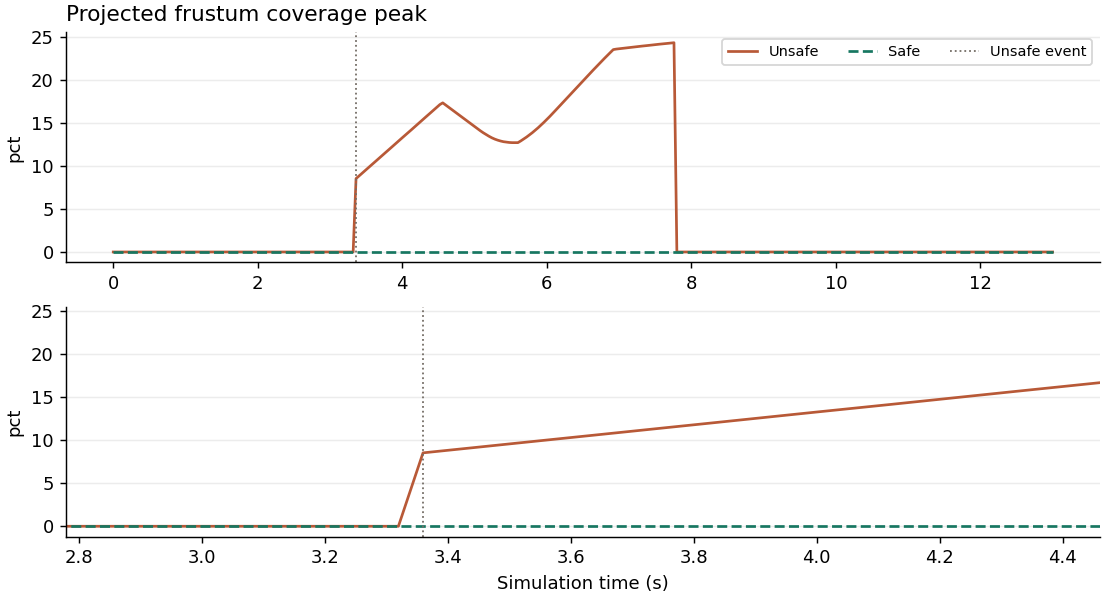 Projected frustum coverage peak
Unsafe Safe Unsafe event
pct
25
20
15
10
5
0
0 2 4 6 8 10 12
pct
25
20
15
10
5
0
2.8 3.0 3.2 3.4 3.6 3.8 4.0 4.2 4.4
Simulation time (s)